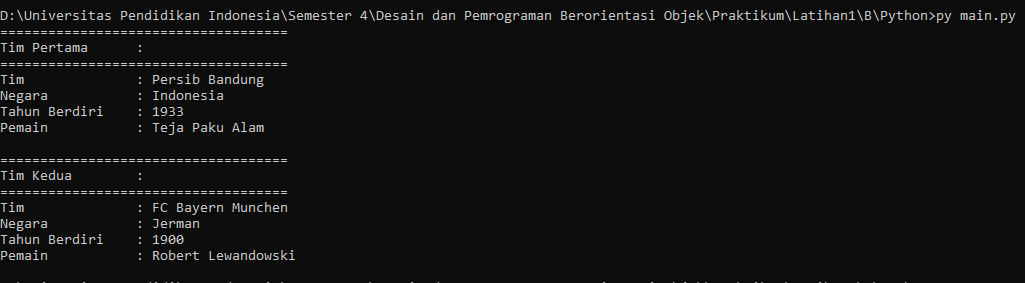 D:\Universitas Pendidikan Indonesia\Semester 4\Desain dan Pemrograman Berorientasi Objek\Praktikum\Latihan1\B\Python>py main.py
====================================
Tim Pertama      :
====================================
Tim              : Persib Bandung
Negara           : Indonesia
Tahun Berdiri    : 1933
Pemain           : Teja Paku Alam
====================================
Tim Kedua        :
====================================
Tim              : FC Bayern Munchen
Negara           : Jerman
Tahun Berdiri    : 1900
Pemain           : Robert Lewandowski